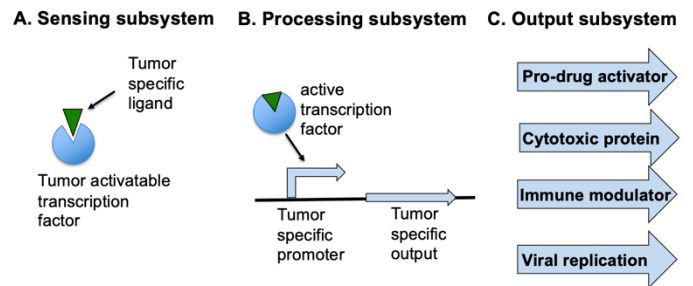 A. Sensing subsystem
Tumor
specific
ligand
Tumor activatable
transcription
factor
B. Processing subsystem
active
transcription
factor
Tumor
specific
promoter
Tumor
specific
output
C. Output subsystem
Pro-drug activator
Cytotoxic protein
Immune modulator
Viral replication